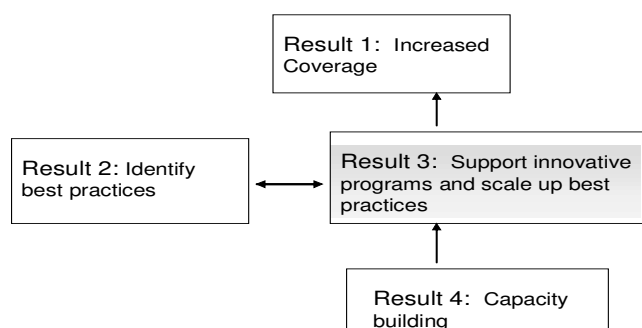 Result 1: Increased
Coverage
Result 2: Identify
best practices
Result 3: Support innovative
programs and scale up best
practices
Result 4: Capacity
building